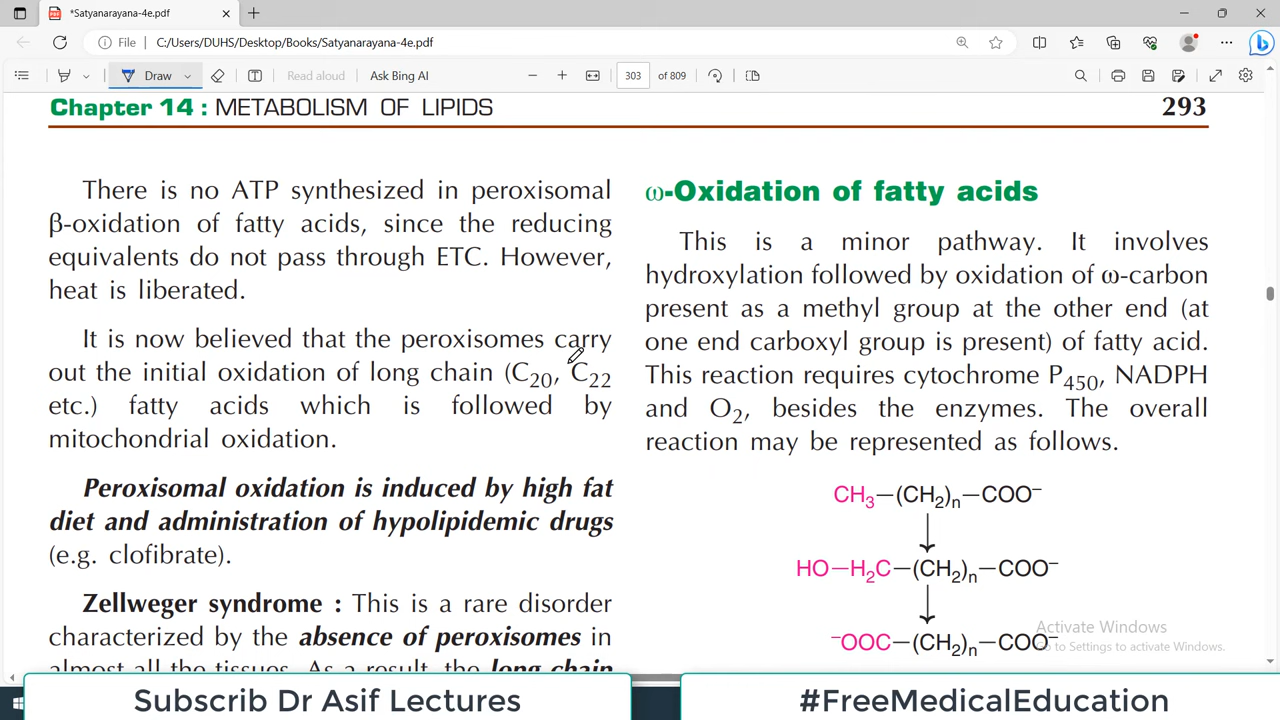 *Satyanarayana-4e.pdf
File
C:/Users/DUHS/Desktop/Books/Satyanarayana-4e.pdf
Draw
Read aloud
Ask Bing AI
303 of 809
Chapter 14 : METABOLISM OF LIPIDS
293
There is no ATP synthesized in peroxisomal
β-oxidation of fatty acids, since the reducing
equivalents do not pass through ETC. However,
heat is liberated.
It is now believed that the peroxisomes carry
out the initial oxidation of long chain (C20, C22
etc.) fatty acids which is followed by
mitochondrial oxidation.
Peroxisomal oxidation is induced by high fat
diet and administration of hypolipidemic drugs
(e.g. clofibrate).
Zellweger syndrome : This is a rare disorder
characterized by the absence of peroxisomes in
almost all the tissues. As a result, the long chain
ω-Oxidation of fatty acids
This is a minor pathway. It involves
hydroxylation followed by oxidation of ω-carbon
present as a methyl group at the other end (at
one end carboxyl group is present) of fatty acid.
This reaction requires cytochrome P450, NADPH
and O2, besides the enzymes. The overall
reaction may be represented as follows.
CH3—(CH2)n—COO−
HO—H2C—(CH2)n—COO−
−OOC—(CH2)n—COO−
Activate Windows
Go to Settings to activate Windows.
Subscrib Dr Asif Lectures
#FreeMedicalEducation